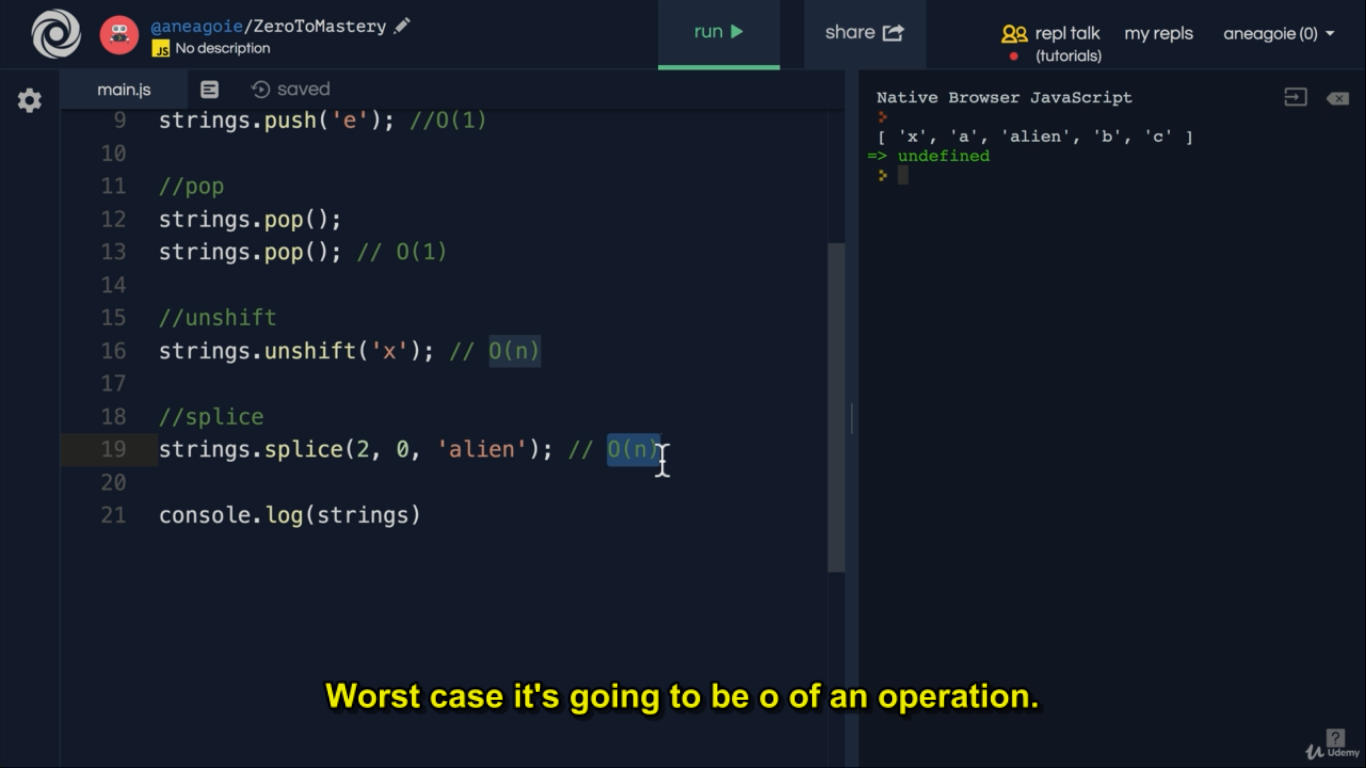 @aneagoie/ZeroToMastery
JS No description
run
share
repl talk
(tutorials)
my repls
aneagoie (0)
main.js
saved
9 strings.push('e'); //O(1)
10
11 //pop
12 strings.pop();
13 strings.pop(); // O(1)
14
15 //unshift
16 strings.unshift('x'); // O(n)
17
18 //splice
19 strings.splice(2, 0, 'alien'); // O(n)
20
21 console.log(strings)
Native Browser JavaScript
[ 'x', 'a', 'alien', 'b', 'c' ]
=> undefined
Worst case it's going to be o of an operation.
?
Udemy